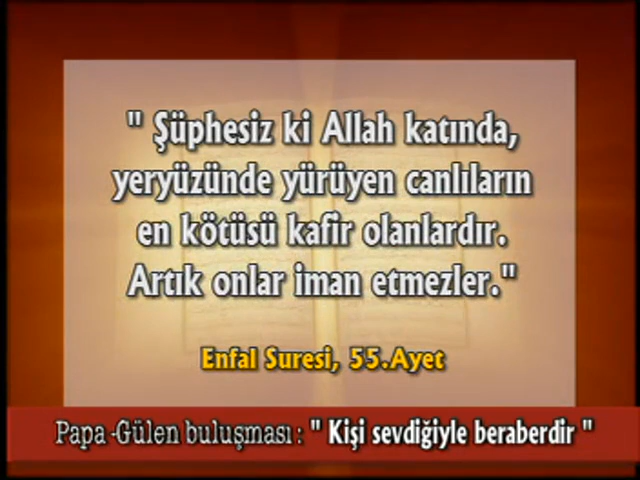 " Şüphesiz ki Allah katında,
yeryüzünde yürüyen canlıların
en kötüsü kafir olanlardır.
Artık onlar iman etmezler."
Enfal Suresi, 55.Ayet
Papa -Gülen buluşması : " Kişi sevdiğiyle beraberdir "